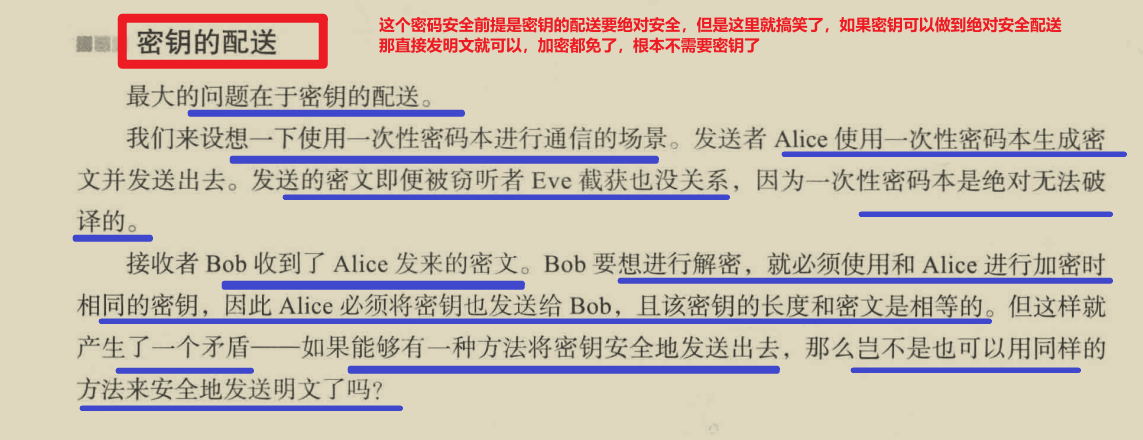 密钥的配送
这个密码安全前提是密钥的配送要绝对安全，但是这里就搞笑了，如果密钥可以做到绝对安全配送
那直接发明文就可以，加密都免了，根本不需要密钥了
最大的问题在于密钥的配送。
我们来设想一下使用一次性密码本进行通信的场景。发送者 Alice 使用一次性密码本生成密
文并发送出去。发送的密文即便被窃听者 Eve 截获也没关系，因为一次性密码本是绝对无法破
译的。
接收者 Bob 收到了 Alice 发来的密文。Bob 要想进行解密，就必须使用和 Alice 进行加密时
相同的密钥，因此 Alice 必须将密钥也发送给 Bob，且该密钥的长度和密文是相等的。但这样就
产生了一个矛盾——如果能够有一种方法将密钥安全地发送出去，那么岂不是也可以用同样的
方法来安全地发送明文了吗？